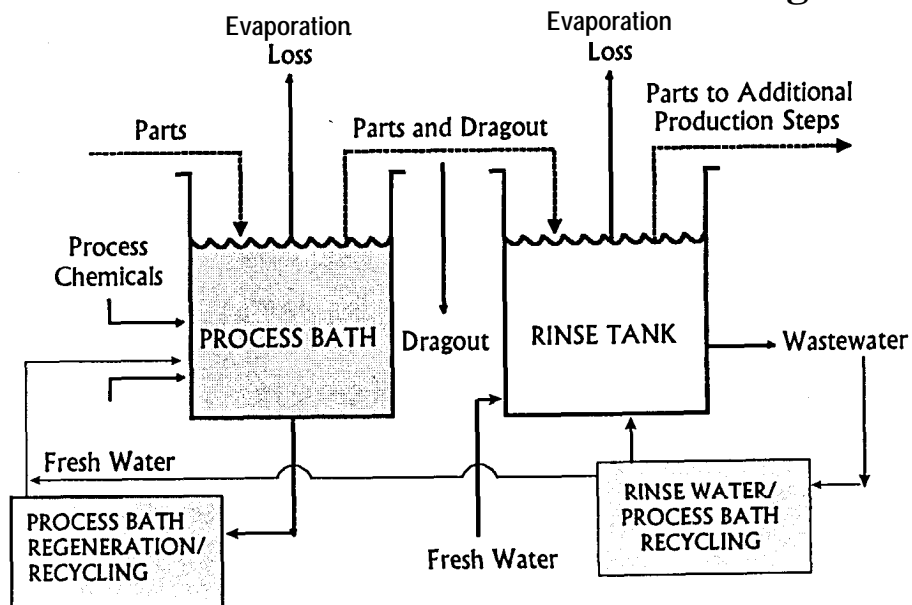 Evaporation
Loss
Evaporation
Loss
Parts to Additional
Production Steps
Parts
Parts and Dragout
Process
Chemicals
PROCESS BATH
Dragout
RINSE TANK
Wastewater
Fresh Water
PROCESS BATH
REGENERATION/
RECYCLING
Fresh Water
RINSE WATER/
PROCESS BATH
RECYCLING